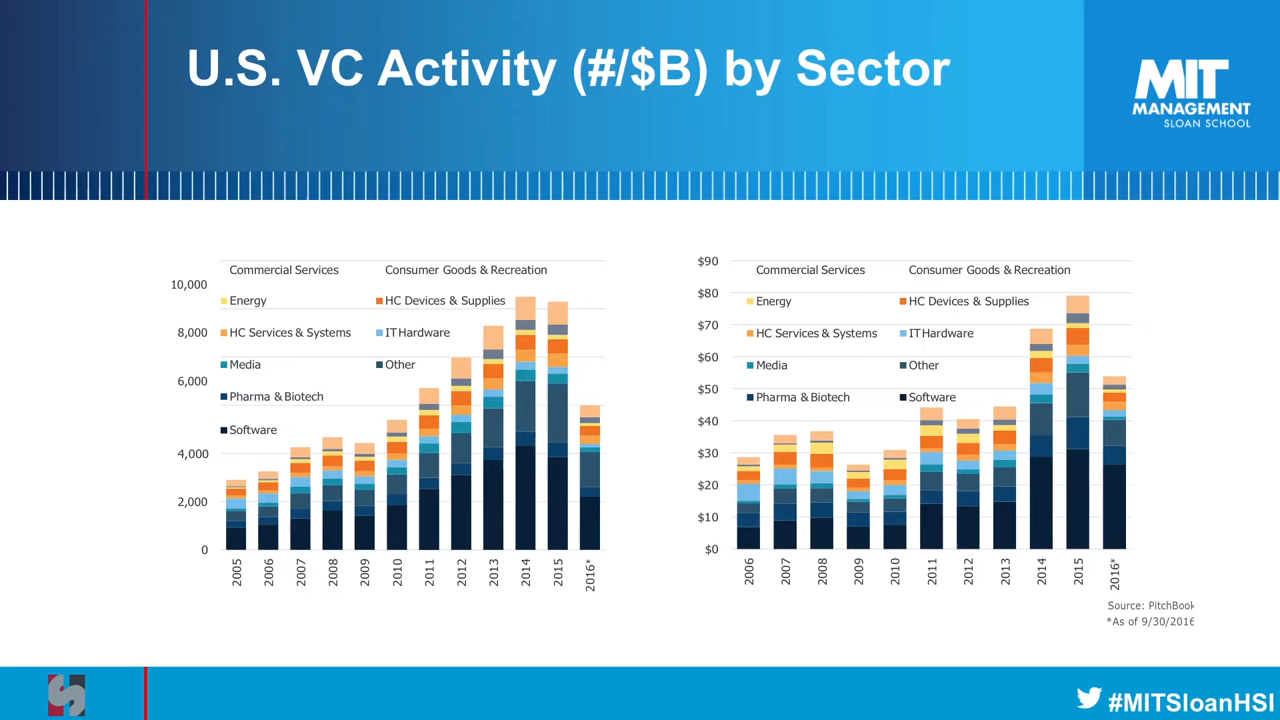 U.S. VC Activity (#/$B) by Sector
MIT
MANAGEMENT
SLOAN SCHOOL
Commercial Services
Consumer Goods & Recreation
Energy
HC Devices & Supplies
HC Services & Systems
IT Hardware
Media
Other
Pharma & Biotech
Software
10,000
8,000
6,000
4,000
2,000
0
2005
2006
2007
2008
2009
2010
2011
2012
2013
2014
2015
2016*
$90
$80
$70
$60
$50
$40
$30
$20
$10
$0
Commercial Services
Consumer Goods & Recreation
Energy
HC Devices & Supplies
HC Services & Systems
IT Hardware
Media
Other
Pharma & Biotech
Software
2006
2007
2008
2009
2010
2011
2012
2013
2014
2015
2016*
Source: PitchBook
*As of 9/30/2016
#MITSloanHSI